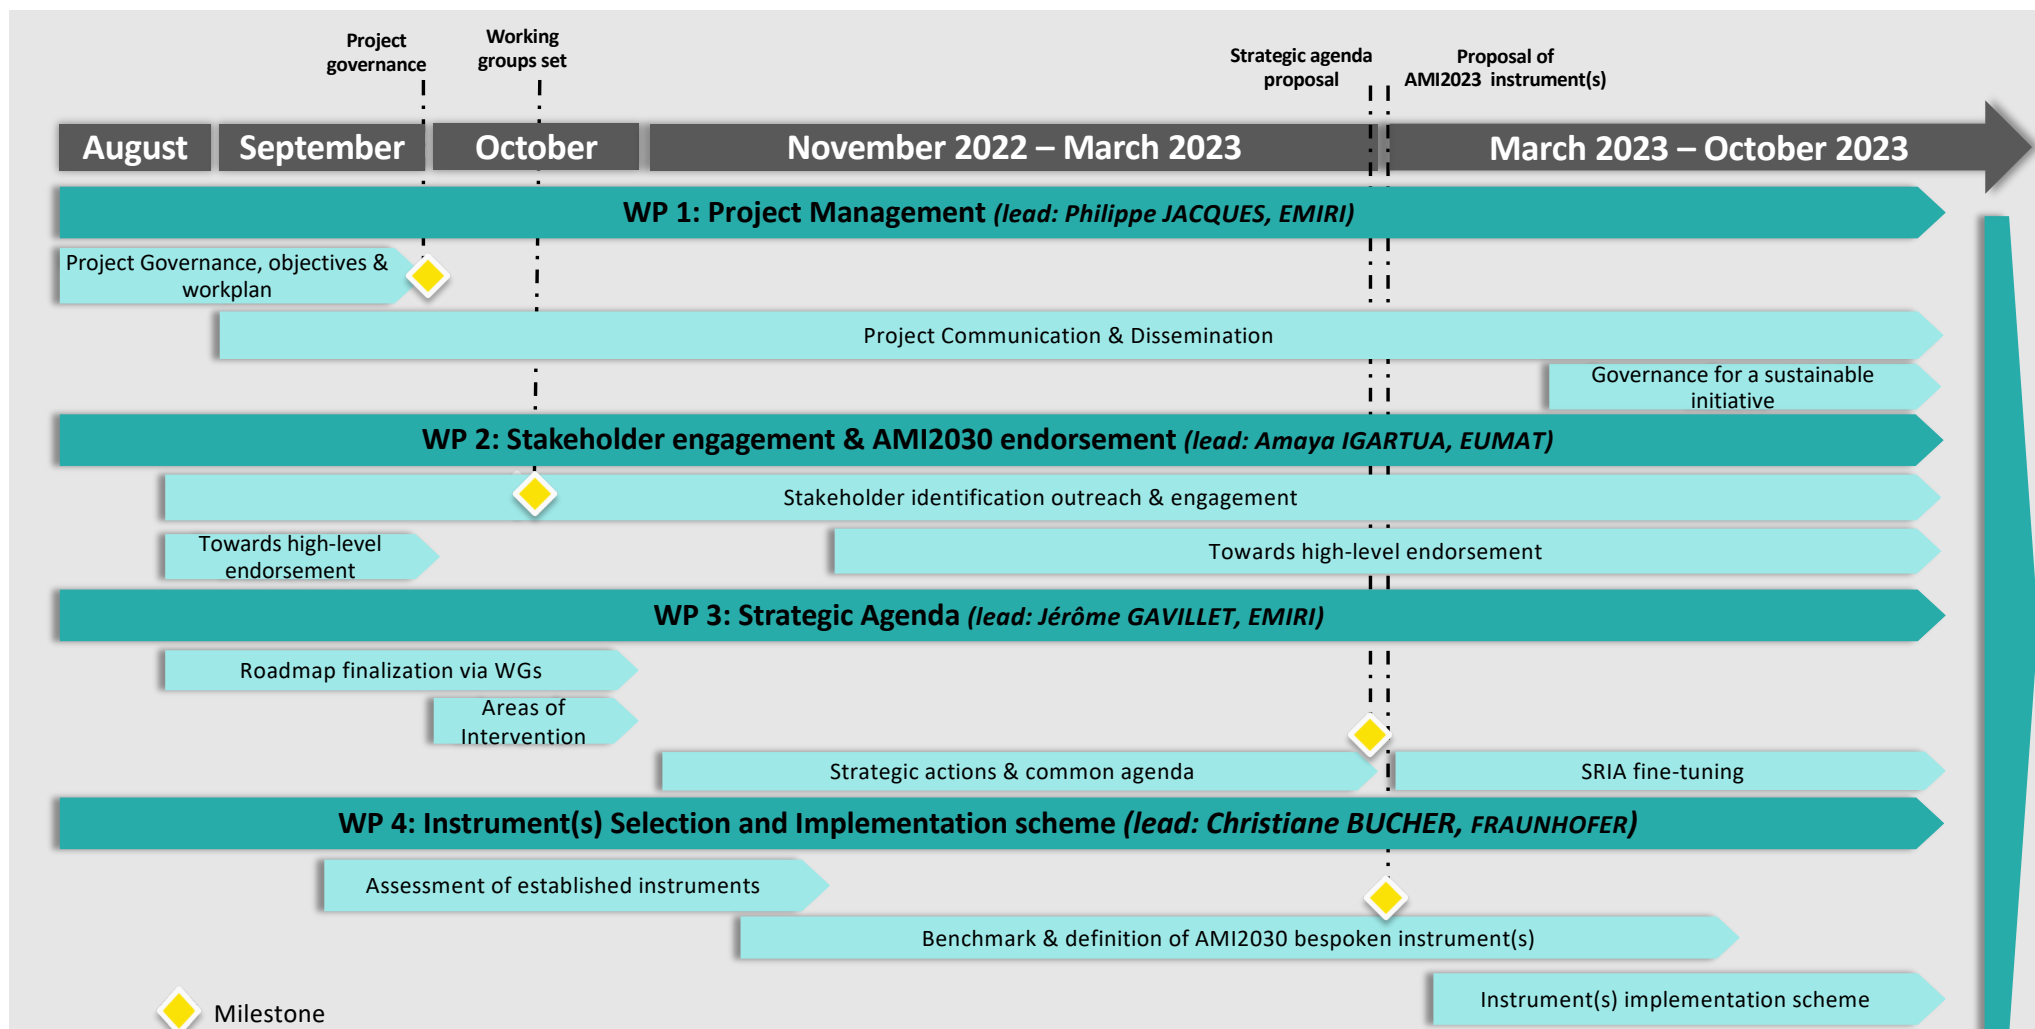 Project
governance
Working
groups set
Strategic agenda
proposal
Proposal of
AMI2023 instrument(s)
August
September
October
November 2022 – March 2023
March 2023 – October 2023
WP 1: Project Management (lead: Philippe JACQUES, EMIRI)
Project Governance, objectives &
workplan
Project Communication & Dissemination
Governance for a sustainable
initiative
WP 2: Stakeholder engagement & AMI2030 endorsement (lead: Amaya IGARTUA, EUMAT)
Stakeholder identification outreach & engagement
Towards high-level
endorsement
Towards high-level endorsement
WP 3: Strategic Agenda (lead: Jérôme GAVILLET, EMIRI)
Roadmap finalization via WGs
Areas of
Intervention
Strategic actions & common agenda
SRIA fine-tuning
WP 4: Instrument(s) Selection and Implementation scheme (lead: Christiane BUCHER, FRAUNHOFER)
Assessment of established instruments
Benchmark & definition of AMI2030 bespoken instrument(s)
Instrument(s) implementation scheme
Milestone